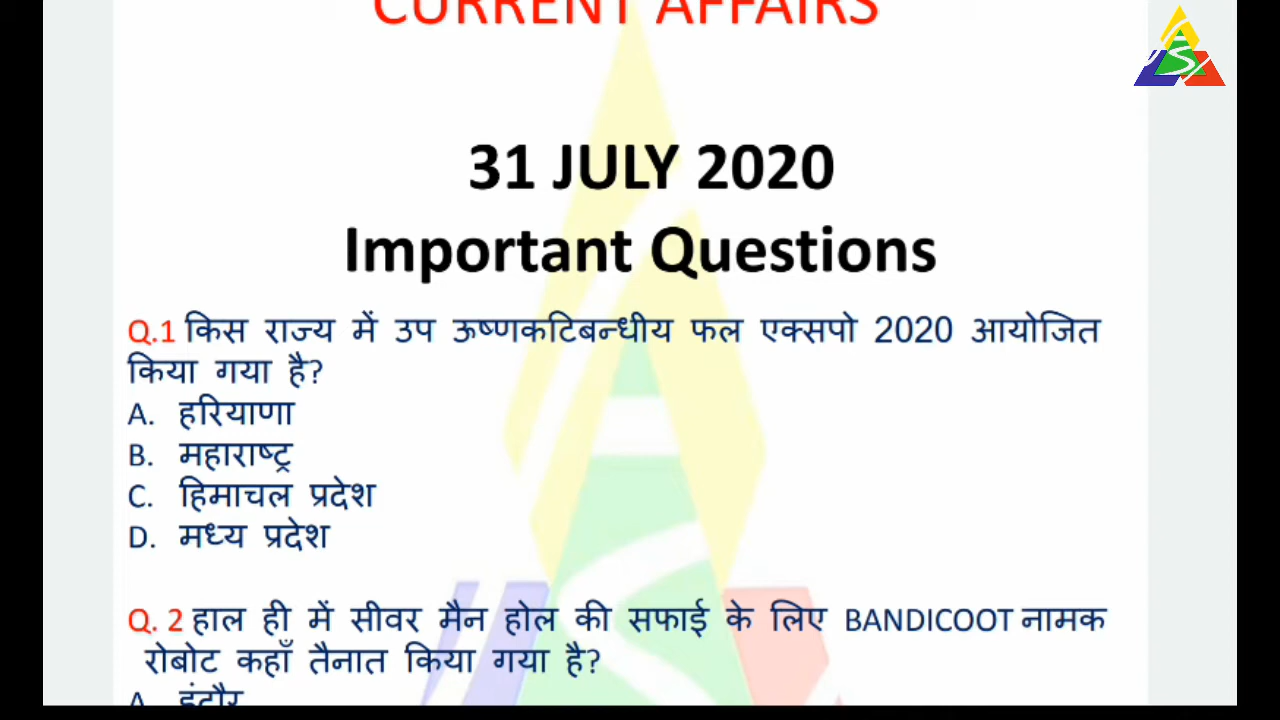 CURRENT AFFAIRS
31 JULY 2020
Important Questions
Q.1 किस राज्य में उप ऊष्णकटिबन्धीय फल एक्सपो 2020 आयोजित
किया गया है?
A. हरियाणा
B. महाराष्ट्र
C. हिमाचल प्रदेश
D. मध्य प्रदेश
Q. 2 हाल ही में सीवर मैन होल की सफाई के लिए BANDICOOT नामक
रोबोट कहाँ तैनात किया गया है?
A. इंदौर